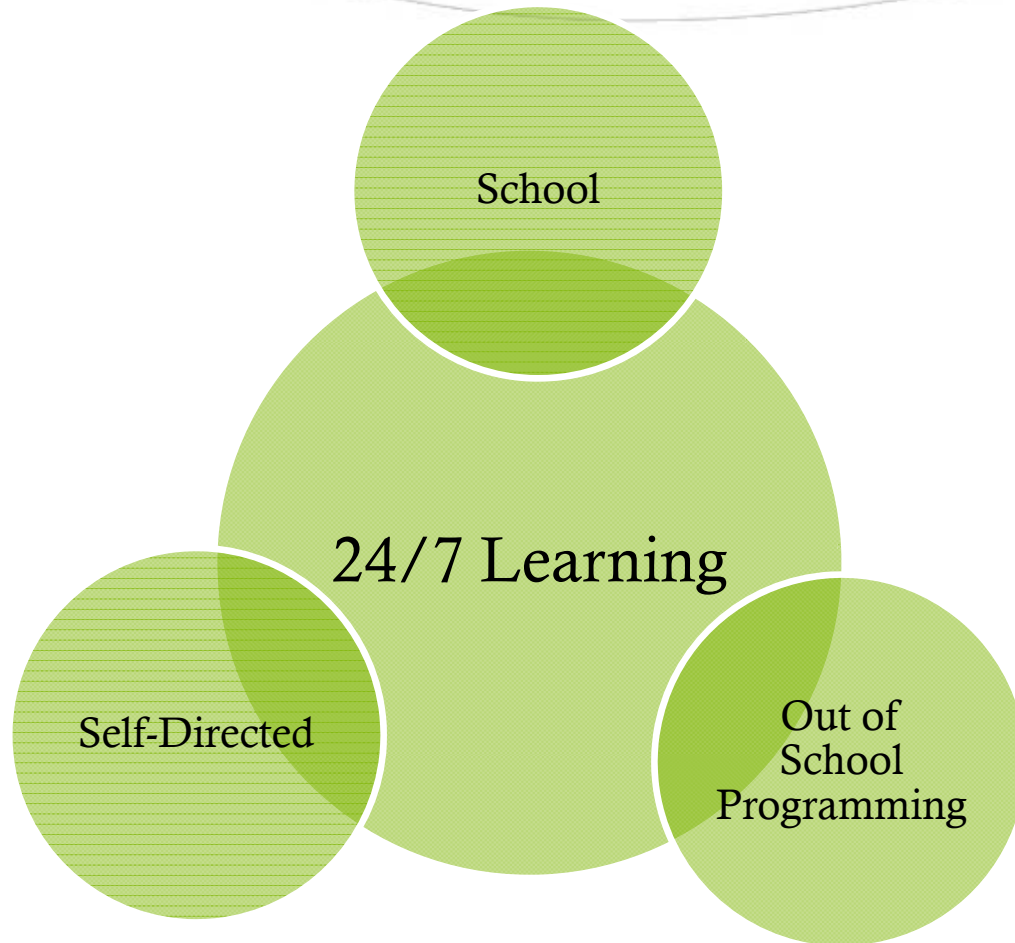 School
24/7 Learning
Self-Directed
Out of
School
Programming